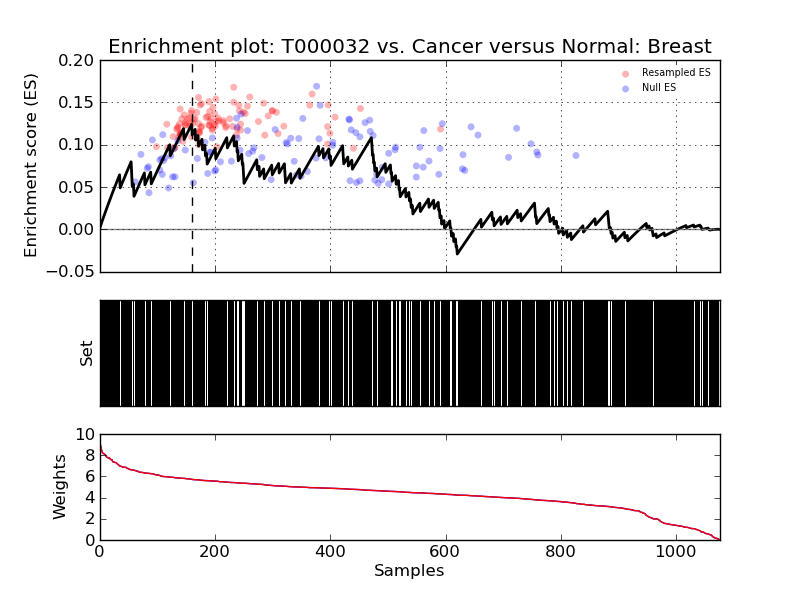 Enrichment plot: T000032 vs. Cancer versus Normal: Breast
0.20
0.15
0.10
0.05
0.00
−0.05
Enrichment score (ES)
Resampled ES
Null ES
Set
10
8
6
4
2
0
Weights
0 200 400 600 800 1000
Samples